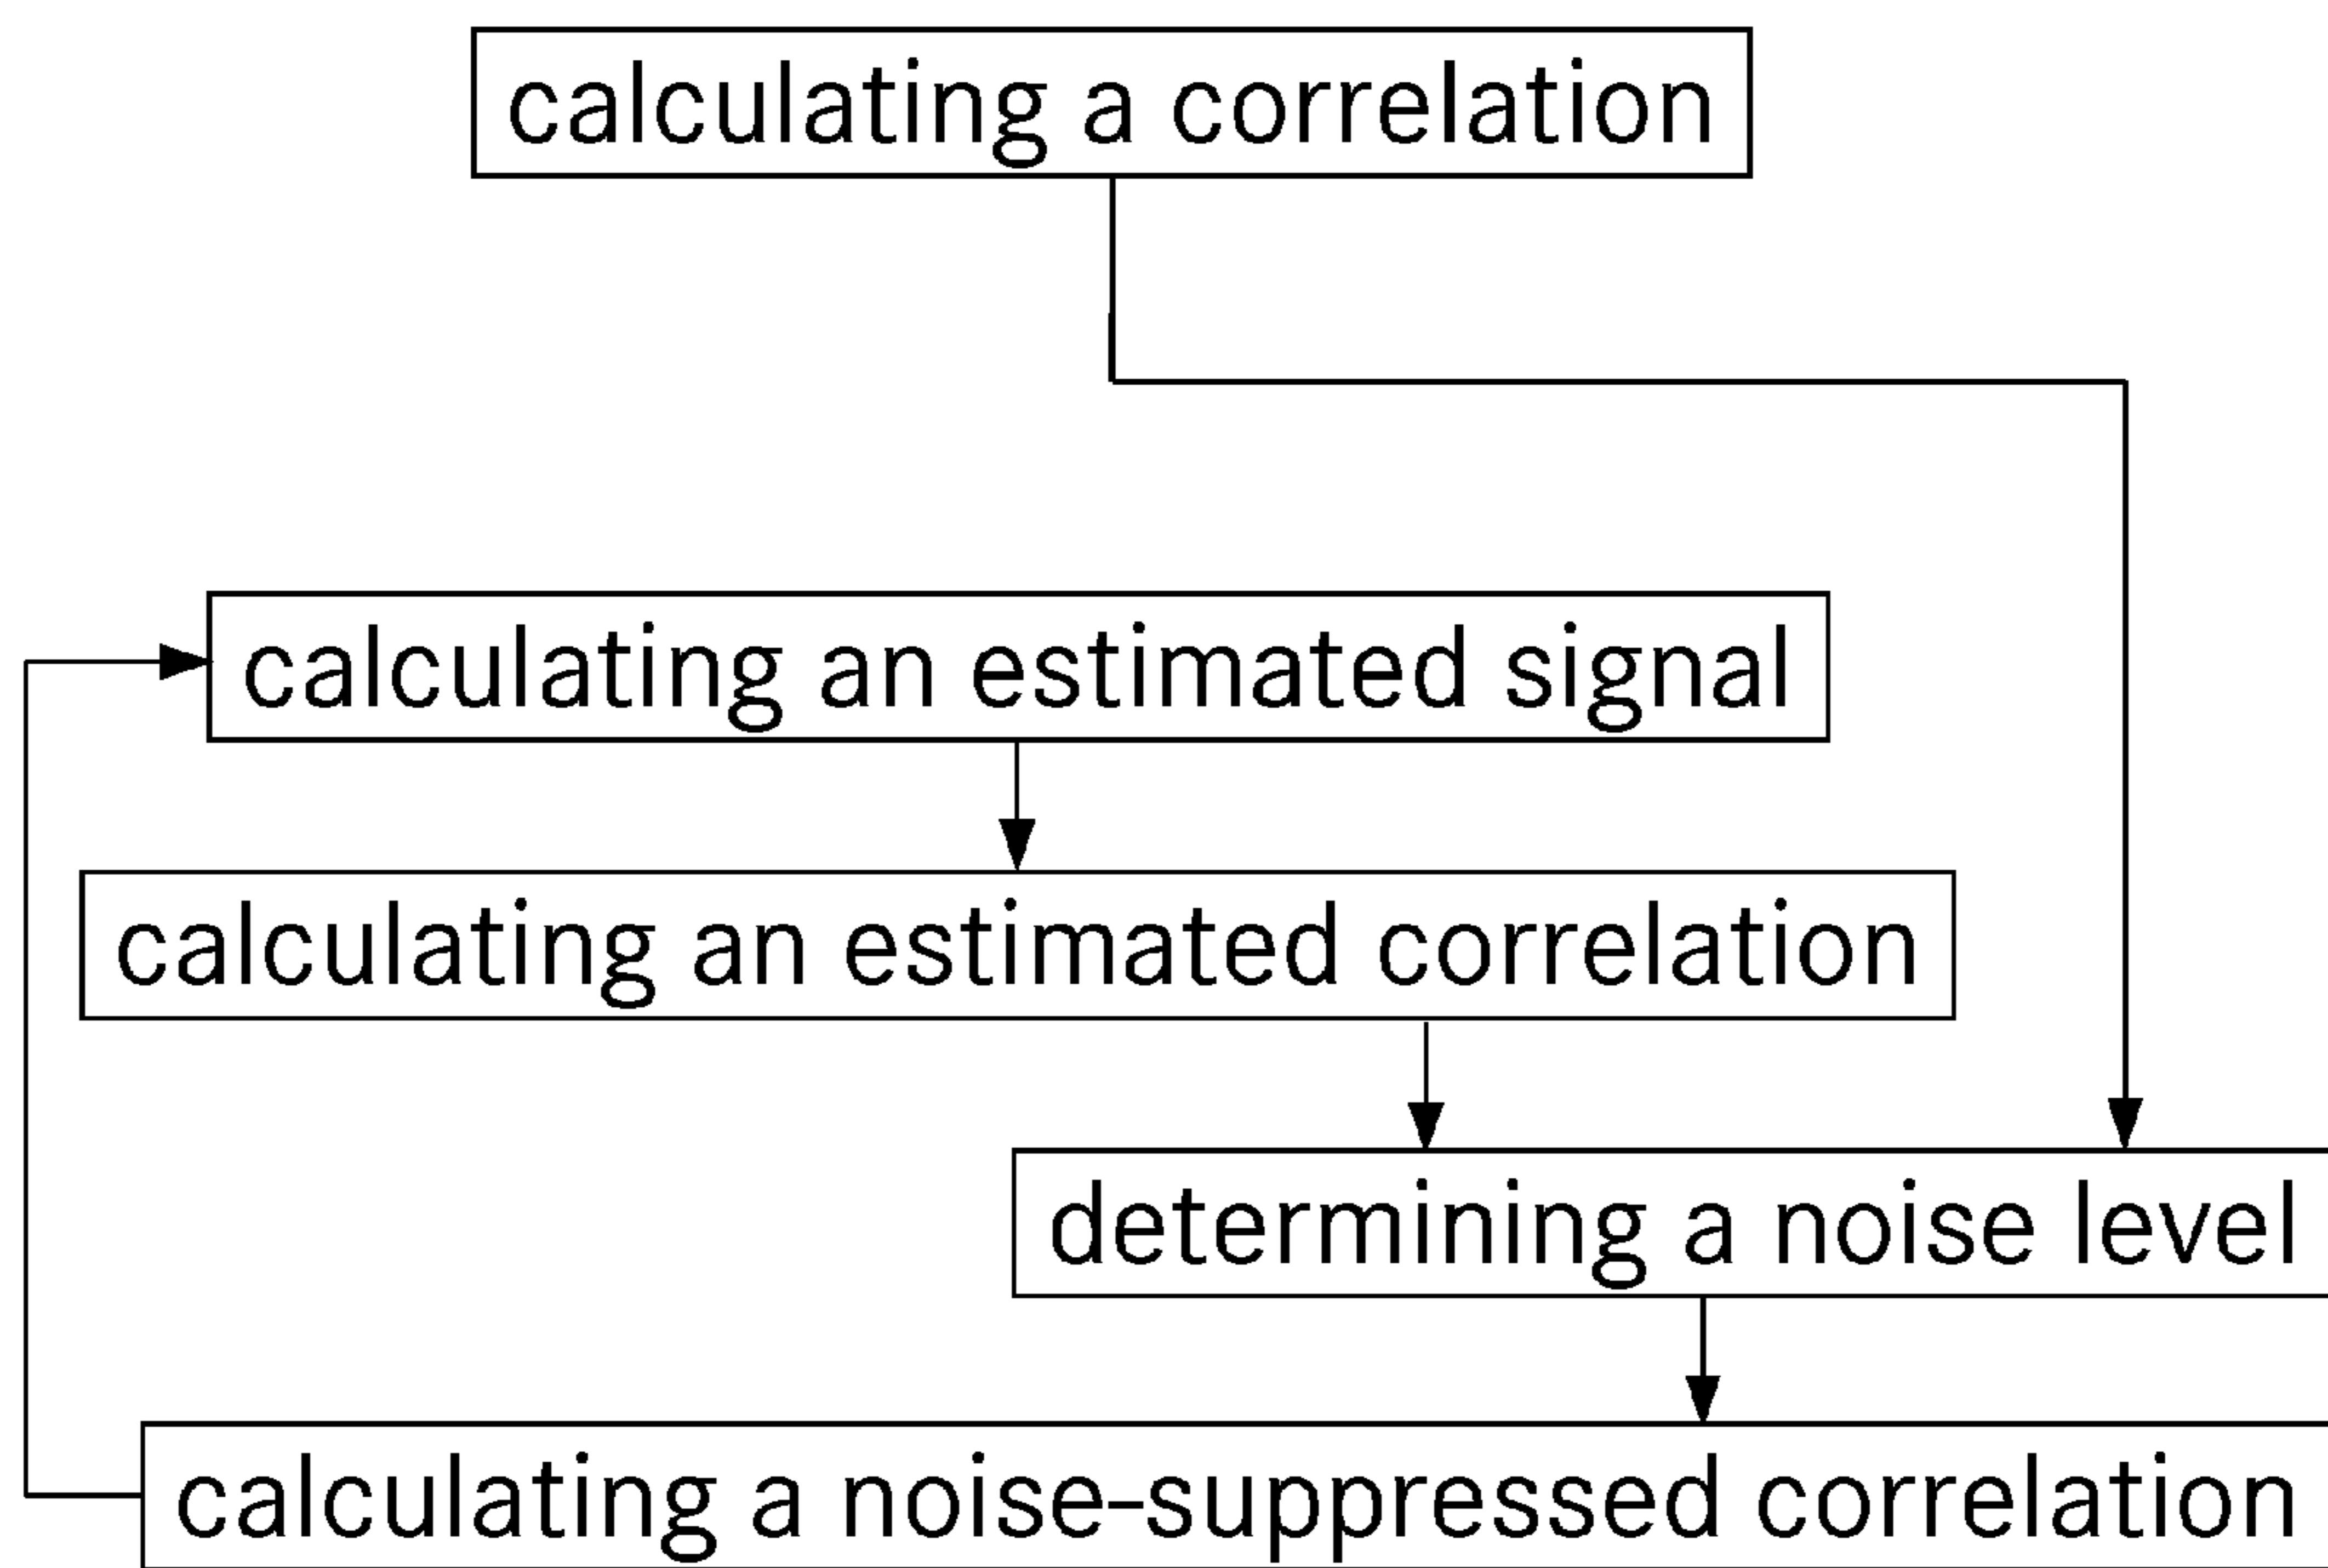 calculating a correlation
calculating an estimated signal
calculating an estimated correlation
determining a noise level
calculating a noise-suppressed correlation